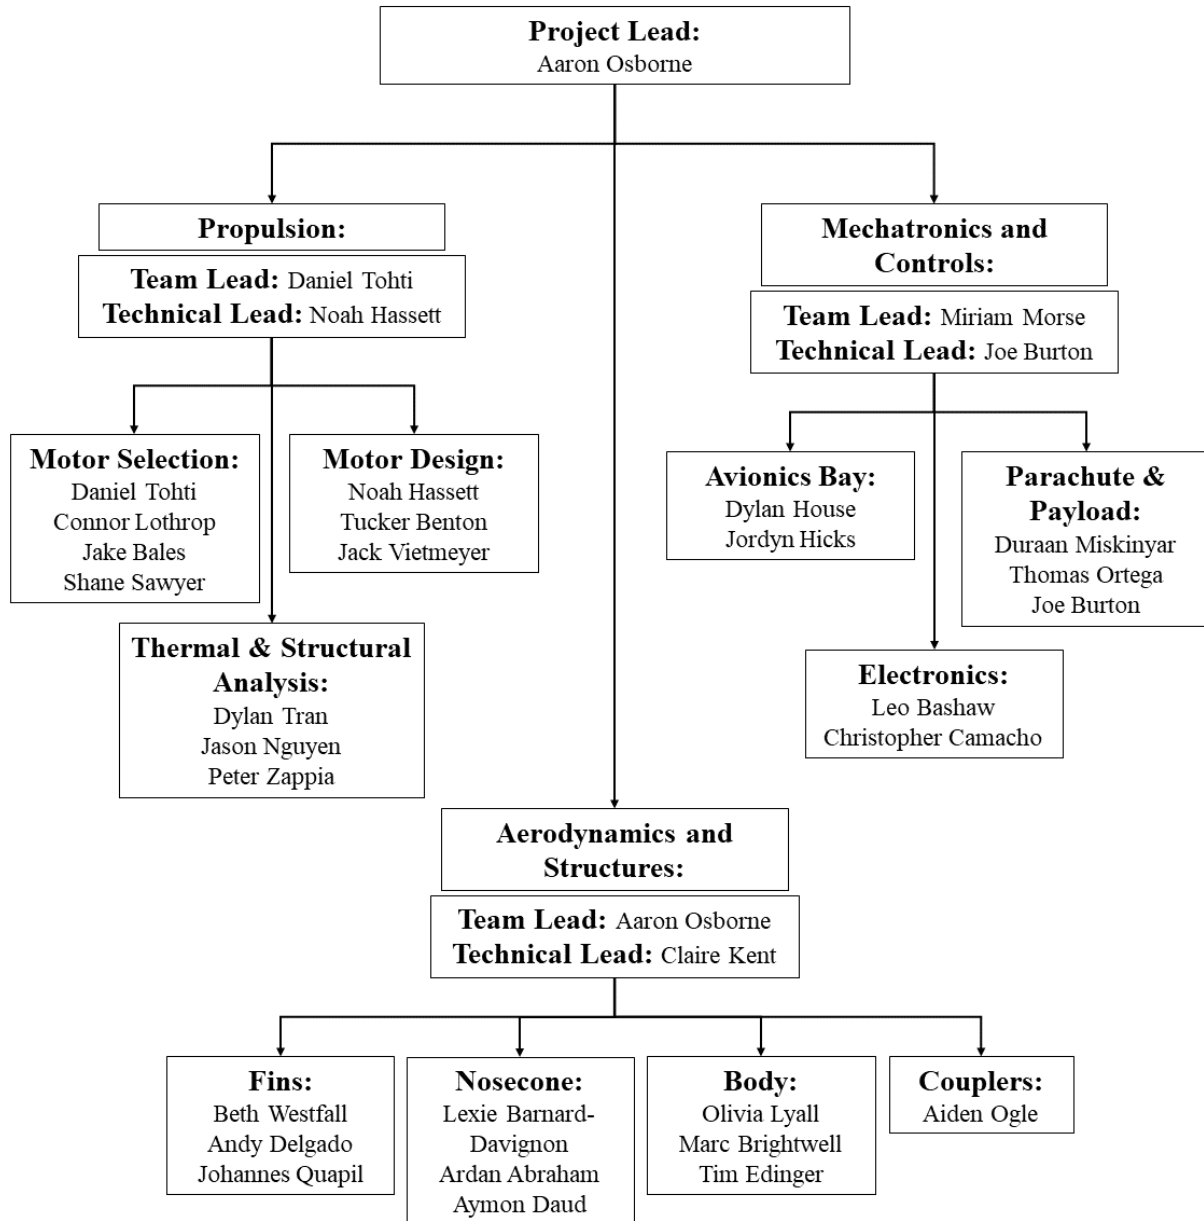 Project Lead:
Aaron Osborne
Propulsion:
Team Lead: Daniel Tohti
Technical Lead: Noah Hassett
Mechatronics and
Controls:
Team Lead: Miriam Morse
Technical Lead: Joe Burton
Motor Selection:
Daniel Tohti
Connor Lothrop
Jake Bales
Shane Sawyer
Motor Design:
Noah Hassett
Tucker Benton
Jack Vietmeyer
Thermal & Structural
Analysis:
Dylan Tran
Jason Nguyen
Peter Zappia
Avionics Bay:
Dylan House
Jordyn Hicks
Parachute &
Payload:
Duraan Miskinyar
Thomas Ortega
Joe Burton
Electronics:
Leo Bashaw
Christopher Camacho
Aerodynamics and
Structures:
Team Lead: Aaron Osborne
Technical Lead: Claire Kent
Fins:
Beth Westfall
Andy Delgado
Johannes Quapil
Nosecone:
Lexie Barnard-
Davignon
Ardan Abraham
Aymon Daud
Body:
Olivia Lyall
Marc Brightwell
Tim Edinger
Couplers:
Aiden Ogle